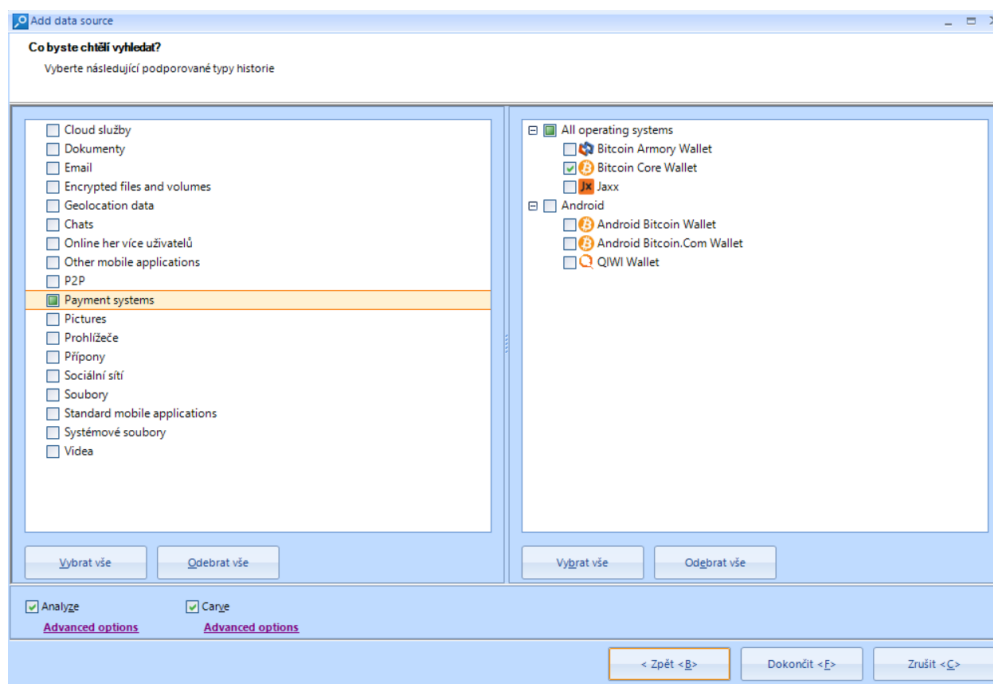 Add data source
Co byste chtělí vyhledat?
Vyberte následující podporované typy historie
Cloud služby
Dokumenty
Email
Encrypted files and volumes
Geolocation data
Chats
Online her více uživatelů
Other mobile applications
P2P
Payment systems
Pictures
Prohlížeče
Přípony
Sociální sítí
Soubory
Standard mobile applications
Systémové soubory
Videa
All operating systems
Bitcoin Armory Wallet
Bitcoin Core Wallet
Jx Jaxx
Android
Android Bitcoin Wallet
Android Bitcoin.Com Wallet
QIWI Wallet
Vybrat vše
Odebrat vše
Vybrat vše
Odebrat vše
Analyze
Carve
Advanced options
Advanced options
< Zpět <B>
Dokončit <F>
Zrušit <C>